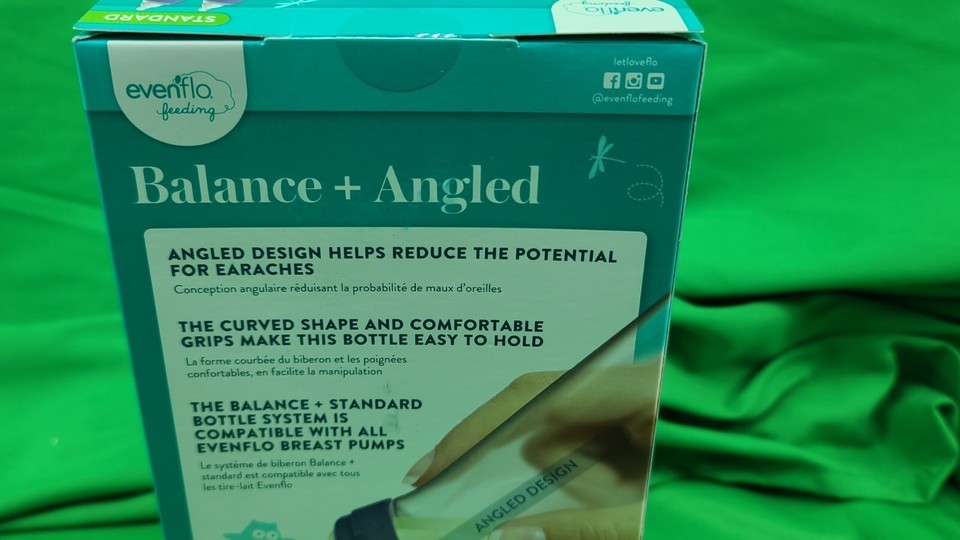 STANDARD
evenflo
feeding
evenflo
feeding
letloveflo
@evenflofeeding
Balance + Angled
ANGLED DESIGN HELPS REDUCE THE POTENTIAL
FOR EARACHES
Conception angulaire réduisant la probabilité de maux d'oreilles
THE CURVED SHAPE AND COMFORTABLE
GRIPS MAKE THIS BOTTLE EASY TO HOLD
La forme courbée du biberon et les poignées
confortables, en facilite la manipulation
THE BALANCE + STANDARD
BOTTLE SYSTEM IS
COMPATIBLE WITH ALL
EVENFLO BREAST PUMPS
Le système de biberon Balance +
standard est compatible avec tous
les tire-lait Evenflo
ANGLED DESIGN